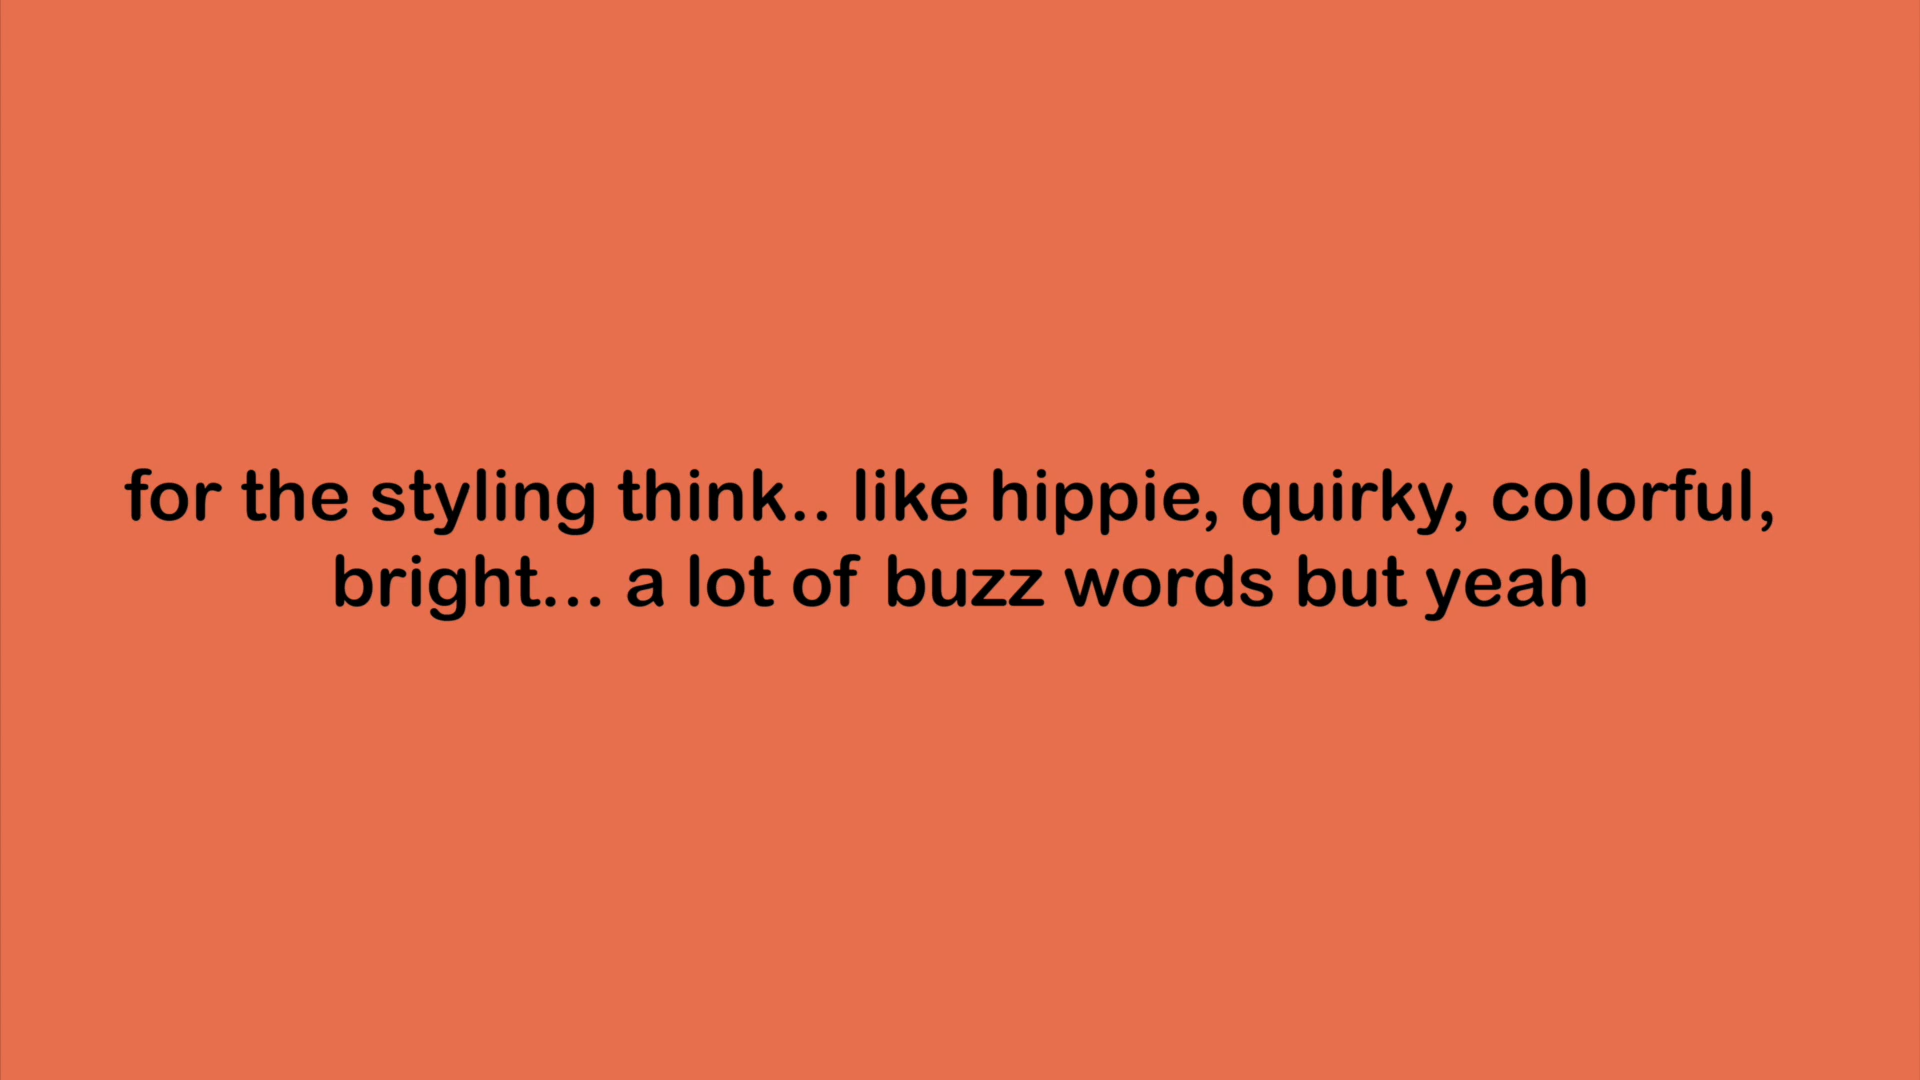 for the styling think.. like hippie, quirky, colorful,
bright... a lot of buzz words but yeah